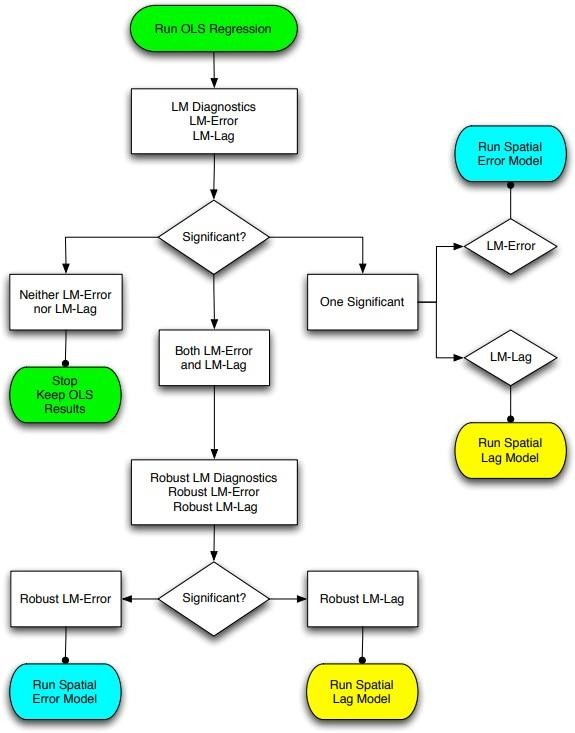 Run OLS Regression
LM Diagnostics
LM-Error
LM-Lag
Run Spatial
Error Model
Significant?
LM-Error
Neither LM-Error
nor LM-Lag
One Significant
Both LM-Error
and LM-Lag
LM-Lag
Stop
Keep OLS
Results
Run Spatial
Lag Model
Robust LM Diagnostics
Robust LM-Error
Robust LM-Lag
Robust LM-Error
Significant?
Robust LM-Lag
Run Spatial
Error Model
Run Spatial
Lag Model